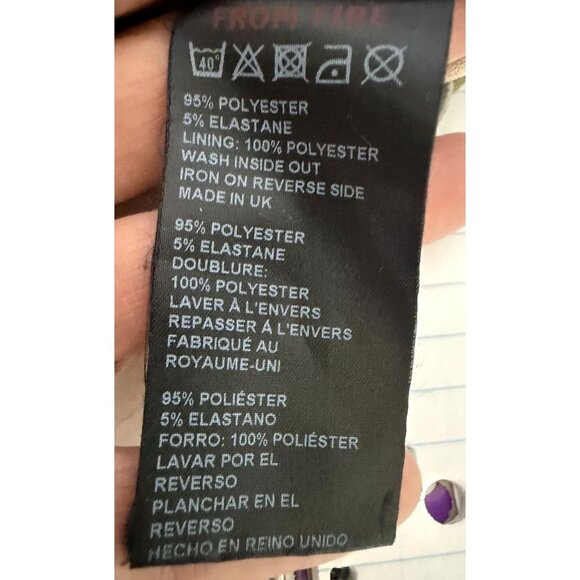 FROM FIRE
40°
95% POLYESTER
5% ELASTANE
LINING: 100% POLYESTER
WASH INSIDE OUT
IRON ON REVERSE SIDE
MADE IN UK
95% POLYESTER
5% ELASTANE
DOUBLURE:
100% POLYESTER
LAVER À L'ENVERS
REPASSER Á L'ENVERS
FABRIQUÉ AU
ROYAUME-UNI
95% POLIÉSTER
5% ELASTANO
FORRO: 100% POLIÉSTER
LAVAR POR EL
REVERSO
PLANCHAR EN EL
REVERSO
HECHO EN REINO UNIDO